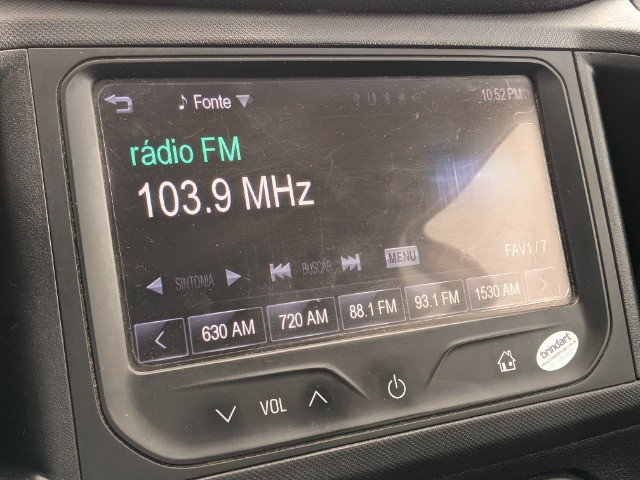 Fonte
10:52 PM
rádio FM
103.9 MHz
SINTONIA
BUSCAR
MENU
AS
FAV1 / 7
630 AM
720 AM
88.1 FM
93.1 FM
1530 AM
VOL
brindart